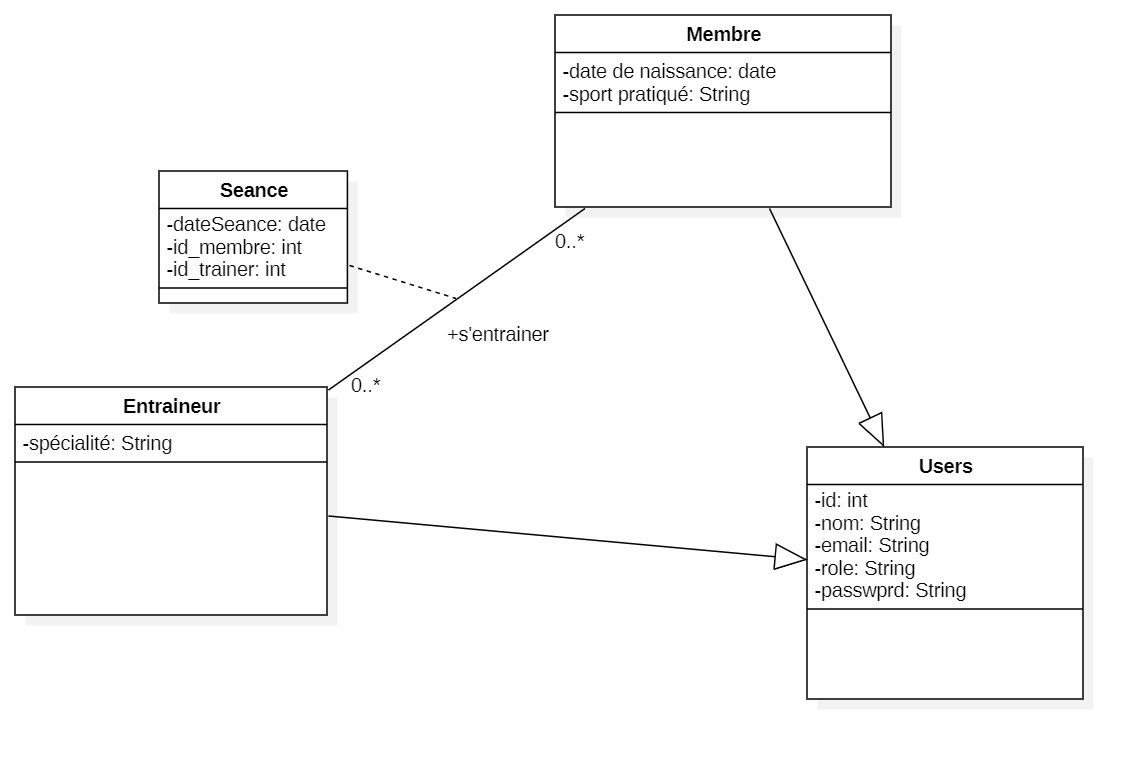 Membre
-date de naissance: date
-sport pratiqué: String
Seance
-dateSeance: date
-id_membre: int
-id_trainer: int
0..*
+s'entrainer
0..*
Entraineur
-spécialité: String
Users
-id: int
-nom: String
-email: String
-role: String
-passwprd: String